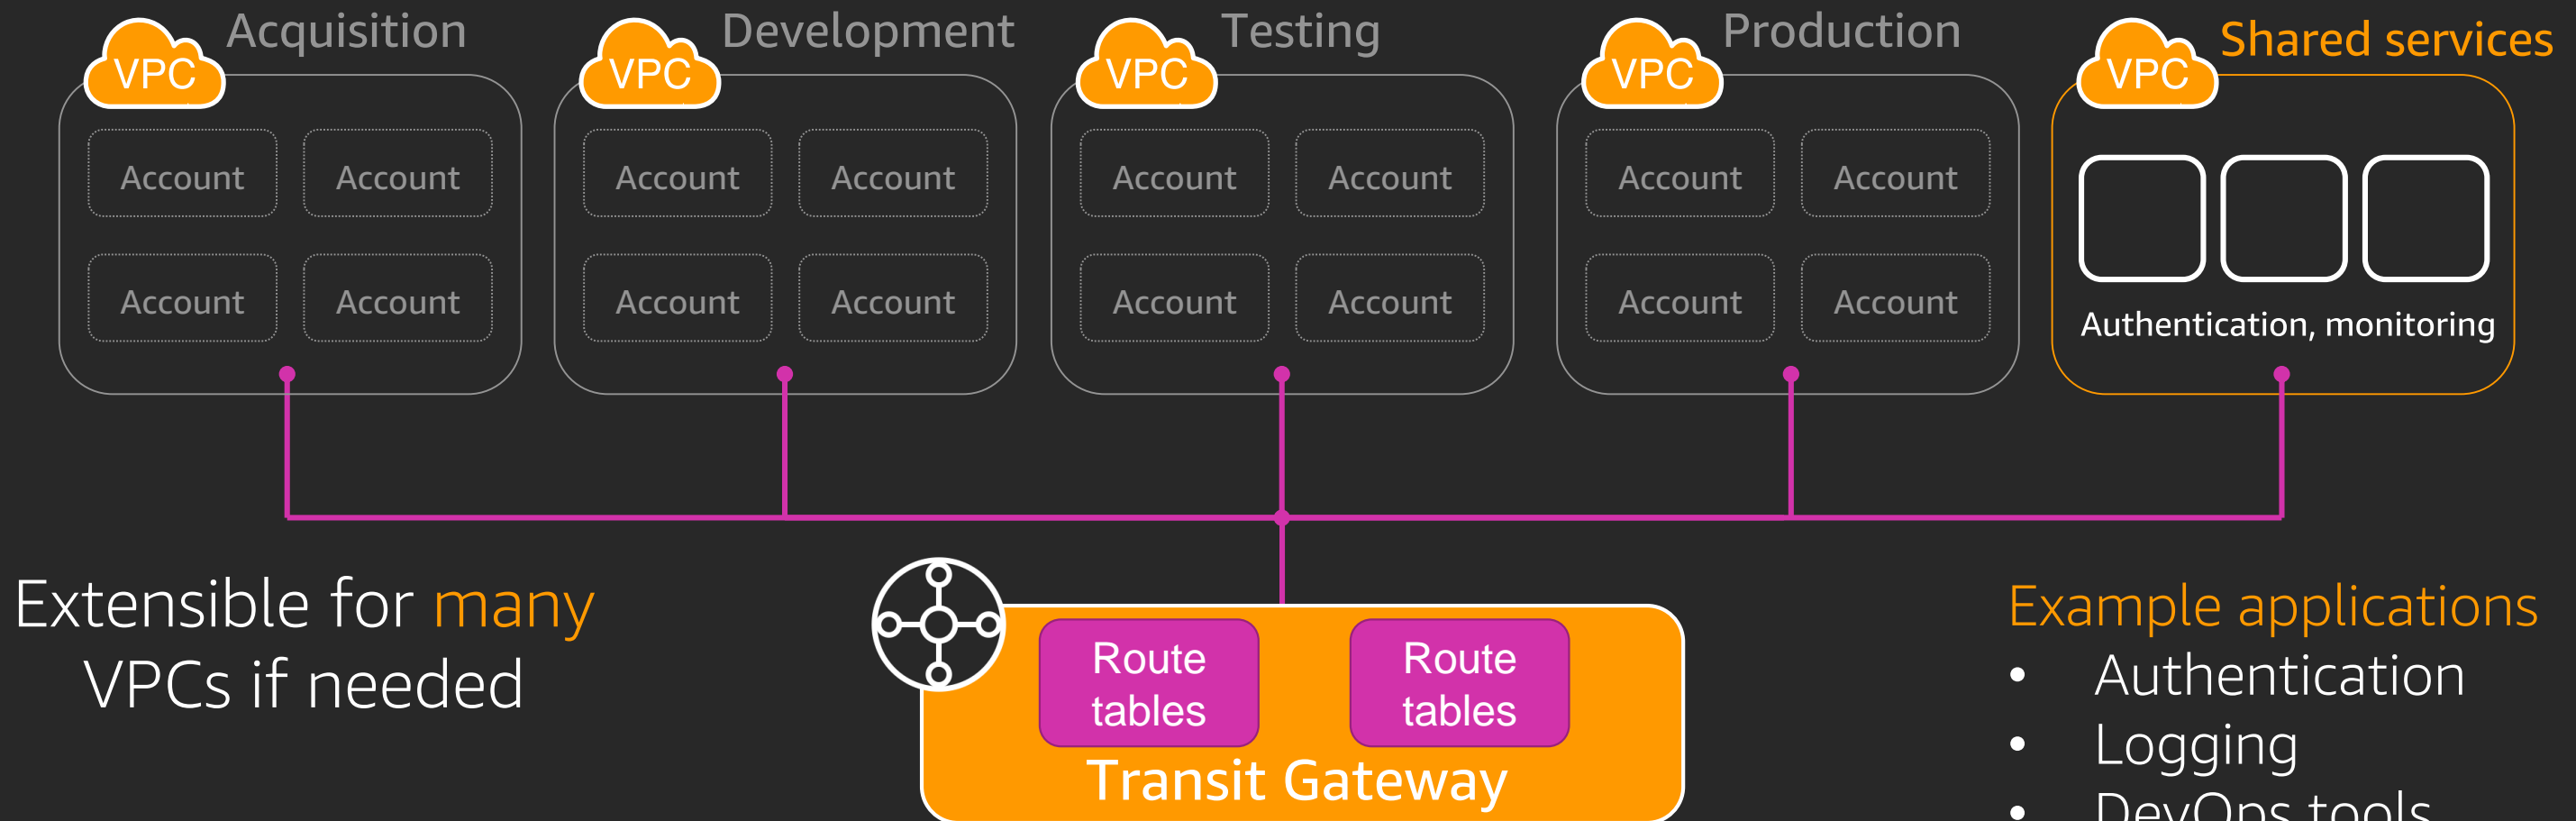 Acquisition
Development
Testing
Production
Shared services
VPC
VPC
VPC
VPC
VPC
Account Account
Account Account
Account Account
Account Account
Account Account
Account Account
Account Account
Account Account
Authentication, monitoring
Extensible for many
VPCs if needed
Route
tables
Route
tables
Transit Gateway
Example applications
• Authentication
• Logging
• DevOps tools